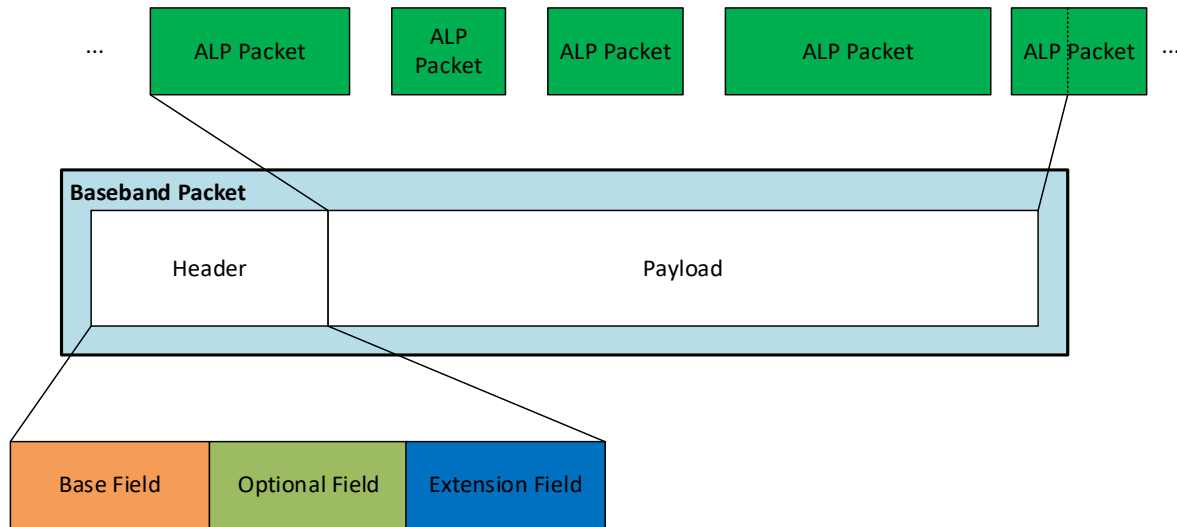 ... ALP Packet ALP Packet ALP Packet ALP Packet ALP Packet ...
Baseband Packet
Header Payload
Base Field Optional Field Extension Field